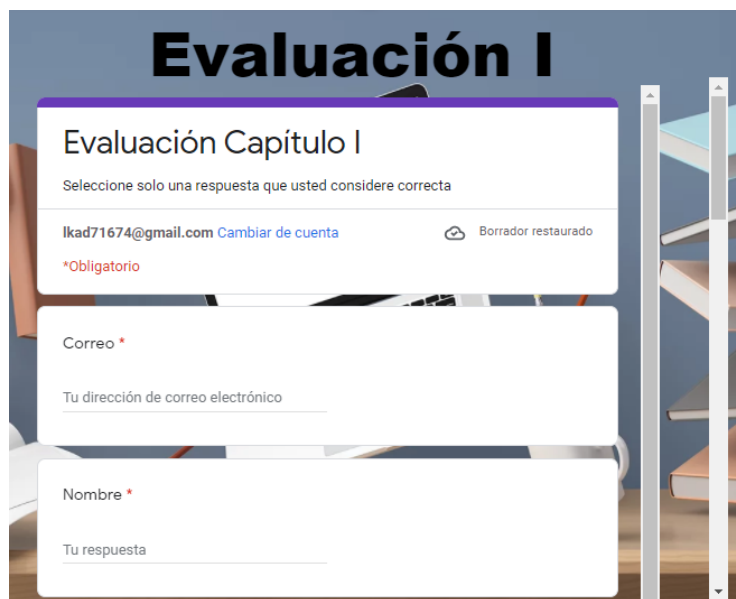 Evaluación I
Evaluación Capítulo I
Seleccione solo una respuesta que usted considere correcta
lkad71674@gmail.com Cambiar de cuenta
Borrador restaurado
*Obligatorio
Correo *
Tu dirección de correo electrónico
Nombre *
Tu respuesta